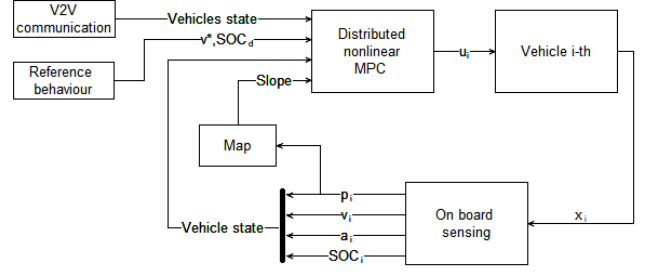 V2V
communication
Vehicles state
v*,SOCd
Reference
behaviour
Slope
Distributed
nonlinear
MPC
ui
Vehicle i-th
Map
Vehicle state
pi
vi
ai
SOCi
On board
sensing
xi